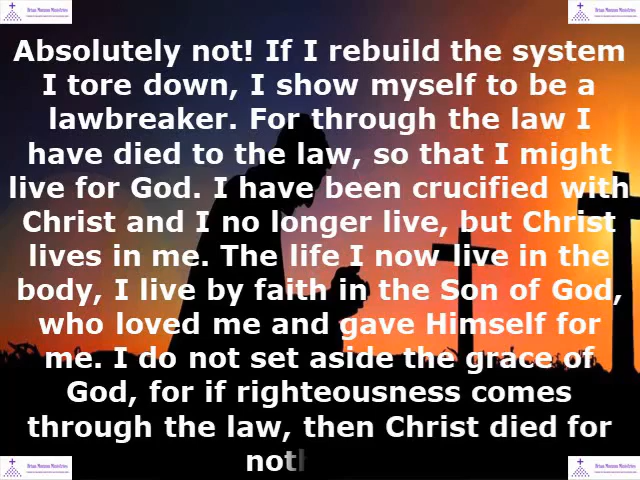 Absolutely not! If I rebuild the system
I tore down, I show myself to be a
lawbreaker. For through the law I
have died to the law, so that I might
live for God. I have been crucified with
Christ and I no longer live, but Christ
lives in me. The life I now live in the
body, I live by faith in the Son of God,
who loved me and gave Himself for
me. I do not set aside the grace of
God, for if righteousness comes
through the law, then Christ died for
noth